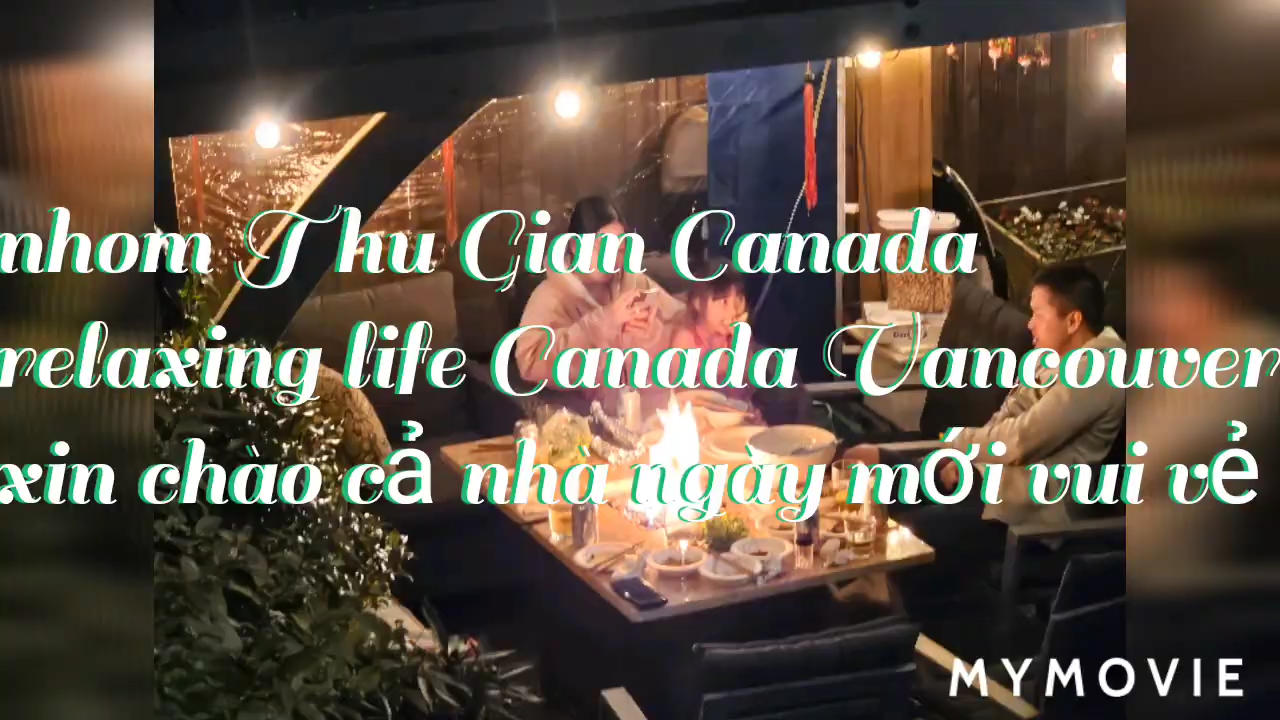 nhom Thu Gian Canada
relaxing life Canada Vancouver
xin chào cả nhà ngày mới vui vẻ
MYMOVIE